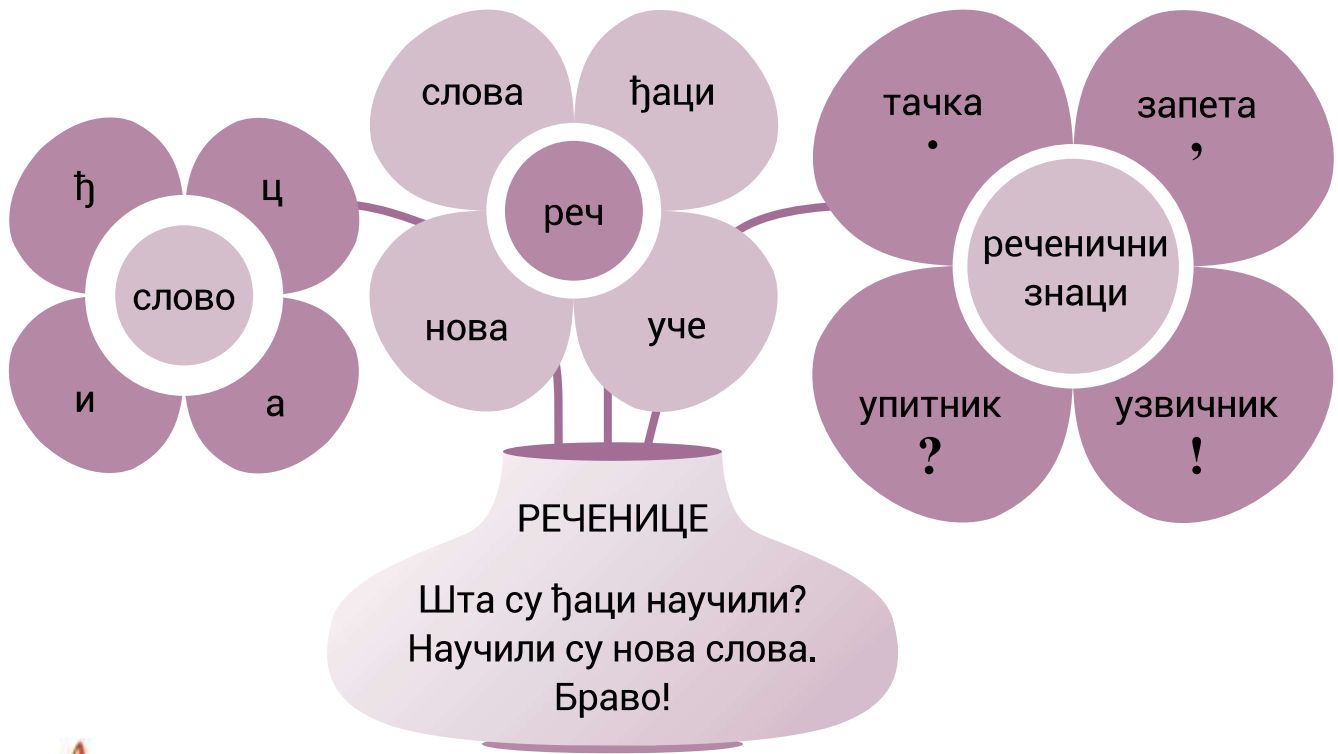 ђ
ц
слово
и
а
слова
ђаци
реч
нова
уче
тачка
.
запета
,
реченични
знаци
упитник
?
узвичник
!
РЕЧЕНИЦЕ
Шта су ђаци научили?
Научили су нова слова.
Браво!